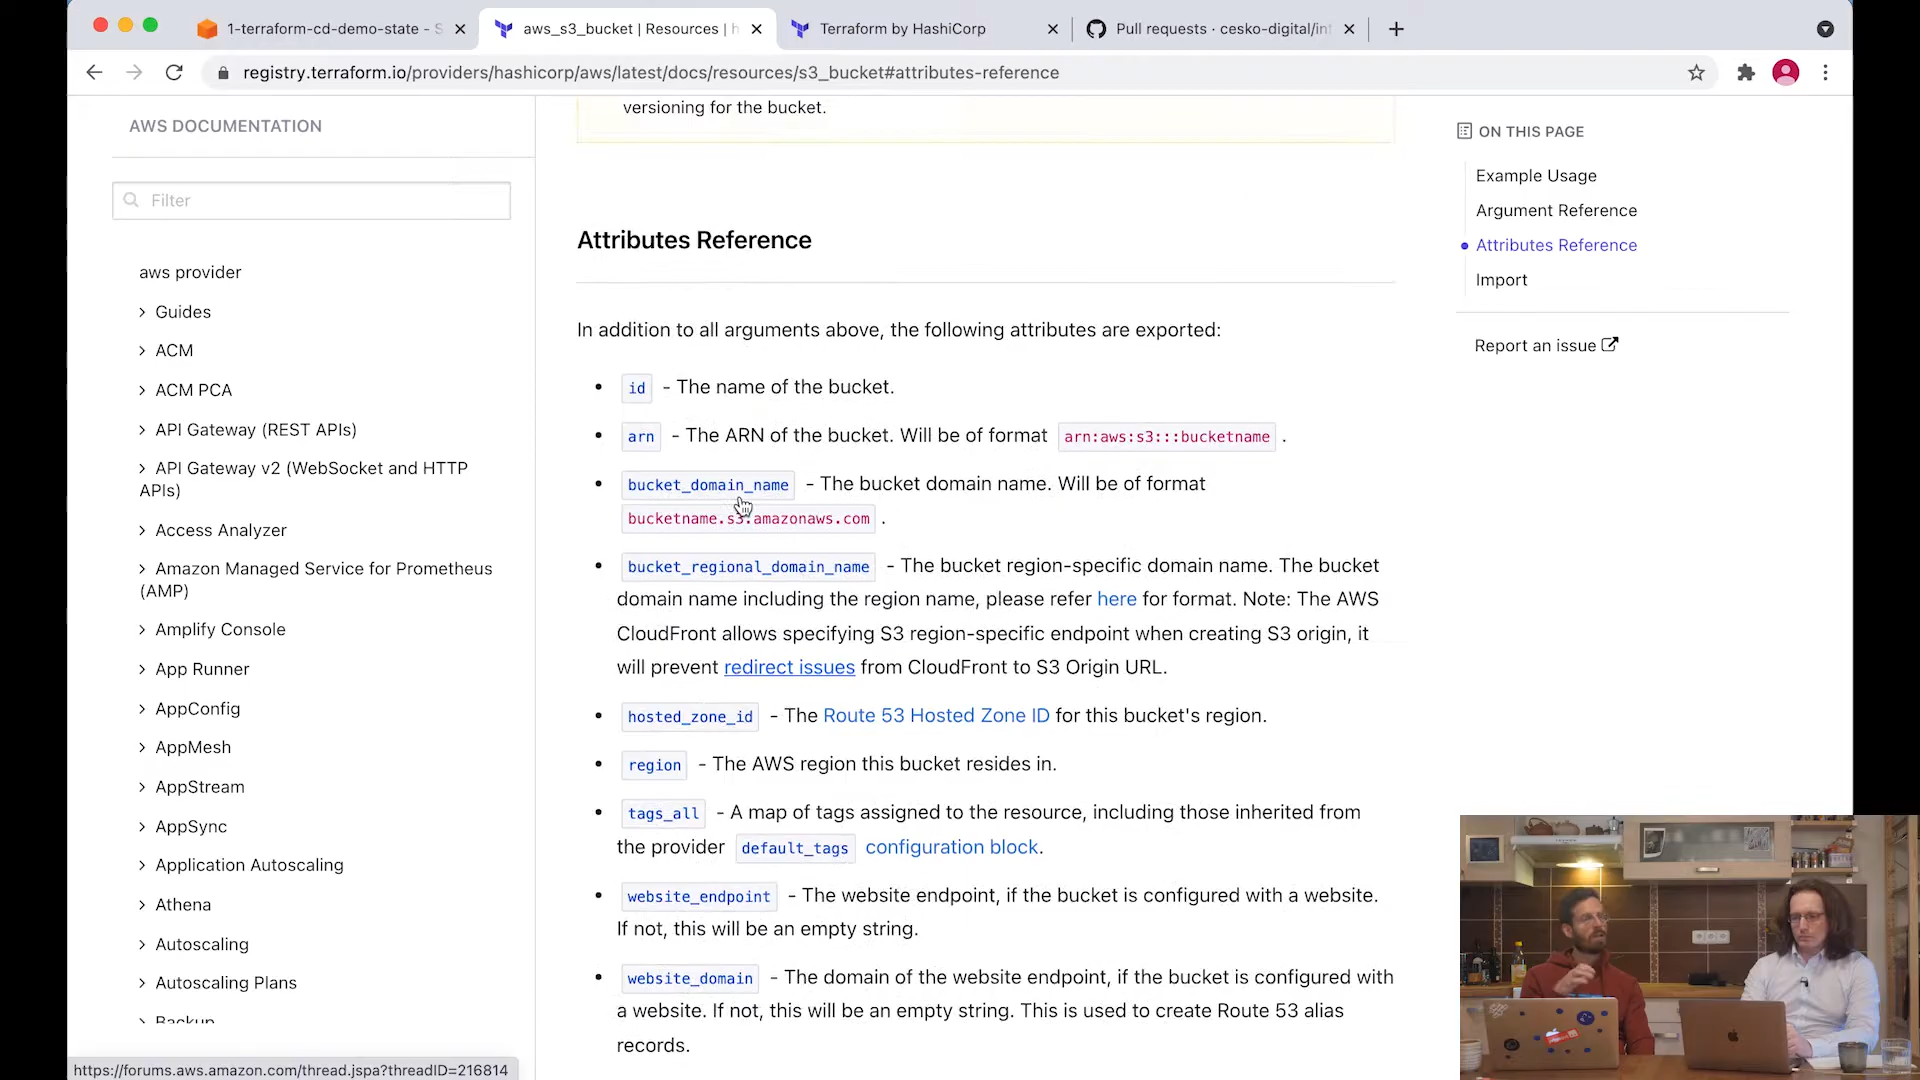 1-terraform-cd-demo-state - S
aws_s3_bucket | Resources | h
Terraform by HashiCorp
Pull requests · cesko-digital/inf
registry.terraform.io/providers/hashicorp/aws/latest/docs/resources/s3_bucket#attributes-reference
AWS DOCUMENTATION
Filter
aws provider
Guides
ACM
ACM PCA
API Gateway (REST APIs)
API Gateway v2 (WebSocket and HTTP
APIs)
Access Analyzer
Amazon Managed Service for Prometheus
(AMP)
Amplify Console
App Runner
AppConfig
AppMesh
AppStream
AppSync
Application Autoscaling
Athena
Autoscaling
Autoscaling Plans
Backup
versioning for the bucket.
Attributes Reference
In addition to all arguments above, the following attributes are exported:
• id - The name of the bucket.
• arn - The ARN of the bucket. Will be of format arn:aws:s3:::bucketname .
• bucket_domain_name - The bucket domain name. Will be of format
bucketname.s3.amazonaws.com .
• bucket_regional_domain_name - The bucket region-specific domain name. The bucket
domain name including the region name, please refer here for format. Note: The AWS
CloudFront allows specifying S3 region-specific endpoint when creating S3 origin, it
will prevent redirect issues from CloudFront to S3 Origin URL.
• hosted_zone_id - The Route 53 Hosted Zone ID for this bucket's region.
• region - The AWS region this bucket resides in.
• tags_all - A map of tags assigned to the resource, including those inherited from
the provider default_tags configuration block.
• website_endpoint - The website endpoint, if the bucket is configured with a website.
If not, this will be an empty string.
• website_domain - The domain of the website endpoint, if the bucket is configured with
a website. If not, this will be an empty string. This is used to create Route 53 alias
records.
ON THIS PAGE
Example Usage
Argument Reference
Attributes Reference
Import
Report an issue
https://forums.aws.amazon.com/thread.jspa?threadID=216814